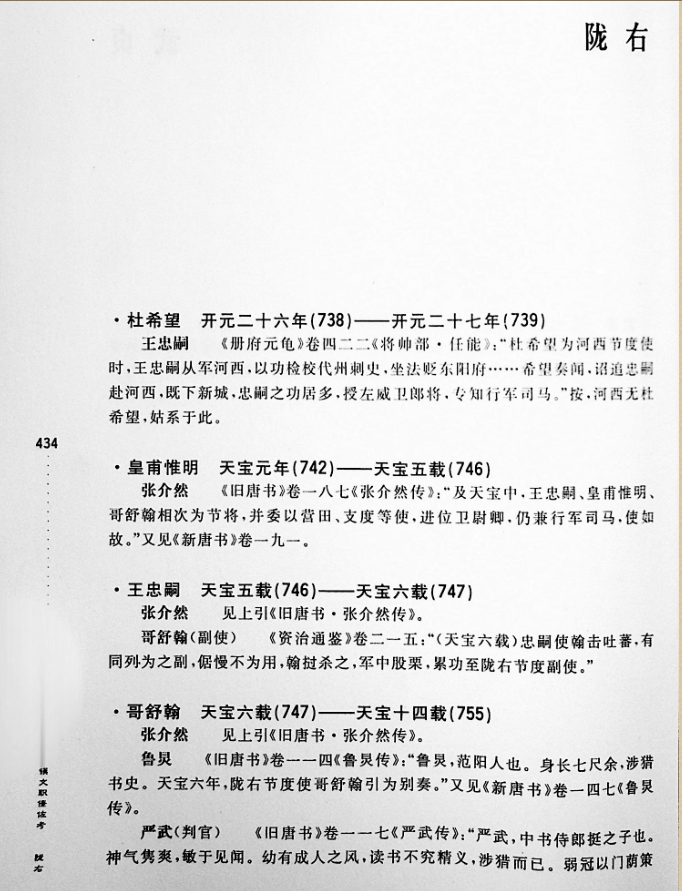 陇右
·杜希望 开元二十六年(738)——开元二十七年(739)
王忠嗣 《册府元龟》卷四二二《将帅部·任能》:“杜希望为河西节度使
时,王忠嗣从军河西,以功检校代州刺史,坐法贬东阳府……希望奏闻,诏追忠嗣
赴河西,既下新城,忠嗣之功居多,授左威卫郎将,专知行军司马。”按,河西无杜
希望,姑系于此。
434
·皇甫惟明 天宝元年(742)——天宝五载(746)
张介然 《旧唐书》卷一八七《张介然传》:“及天宝中,王忠嗣、皇甫惟明、
哥舒翰相次为节将,并委以营田、支度等使,进位卫尉卿,仍兼行军司马,使如
故。”又见《新唐书》卷一九一。
·王忠嗣 天宝五载(746)——天宝六载(747)
张介然 见上引《旧唐书·张介然传》。
哥舒翰(副使) 《资治通鉴》卷二一五:“(天宝六载)忠嗣使翰击吐蕃,有
同列为之副,倨慢不为用,翰挝杀之,军中股栗,累功至陇右节度副使。”
·哥舒翰 天宝六载(747)——天宝十四载(755)
张介然 见上引《旧唐书·张介然传》。
鲁炅 《旧唐书》卷一一四《鲁炅传》:“鲁炅,范阳人也。身长七尺余,涉猎
书史。天宝六年,陇右节度使哥舒翰引为别奏。”又见《新唐书》卷一四七《鲁炅
传》。
严武(判官) 《旧唐书》卷一一七《严武传》:“严武,中书侍郎挺之子也。
神气隽爽,敏于见闻。幼有成人之风,读书不究精义,涉猎而已。弱冠以门荫策
陇右